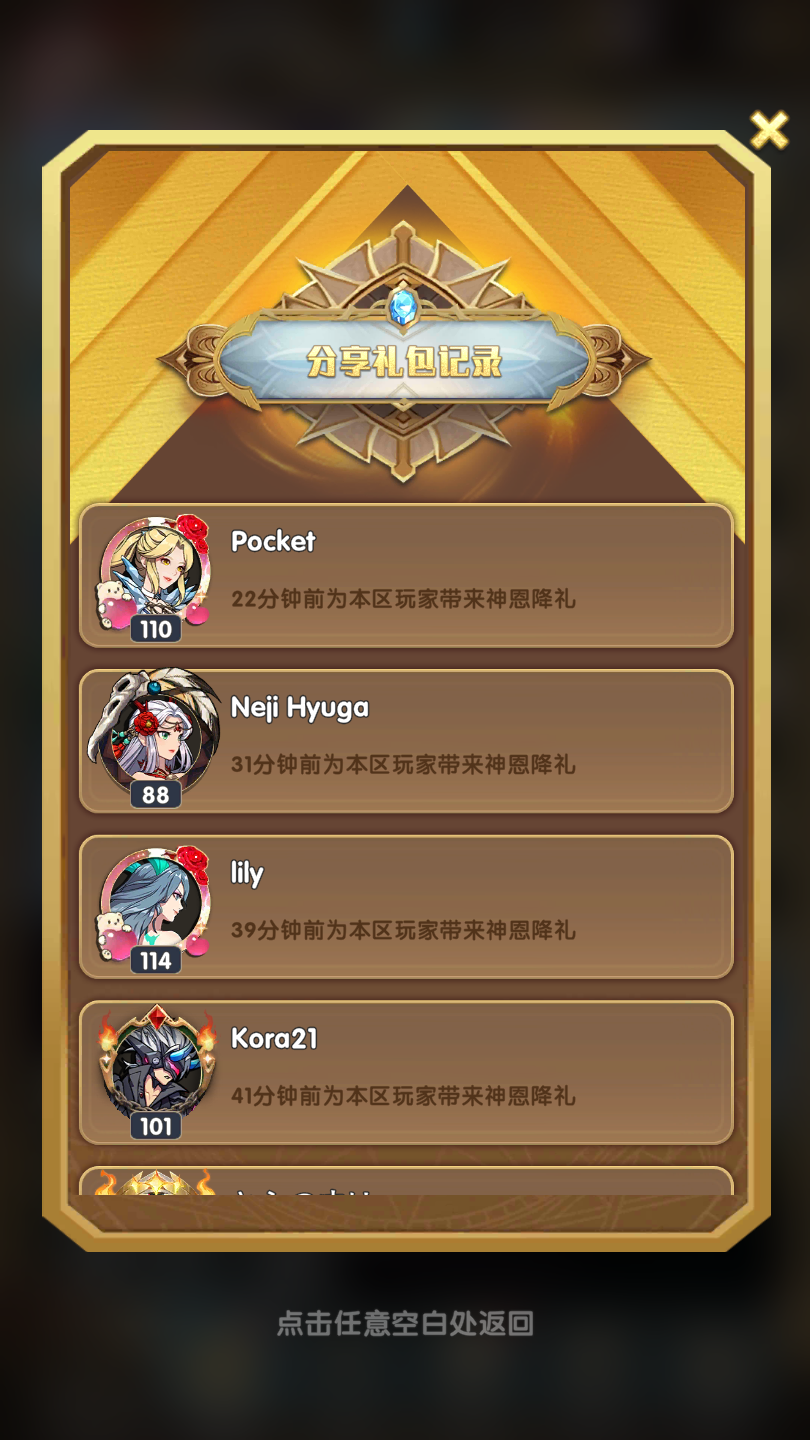 分享礼包记录
Pocket
22分钟前为本区玩家带来神恩降礼
110
Neji Hyuga
31分钟前为本区玩家带来神恩降礼
88
lily
39分钟前为本区玩家带来神恩降礼
114
Kora21
41分钟前为本区玩家带来神恩降礼
101
点击任意空白处返回